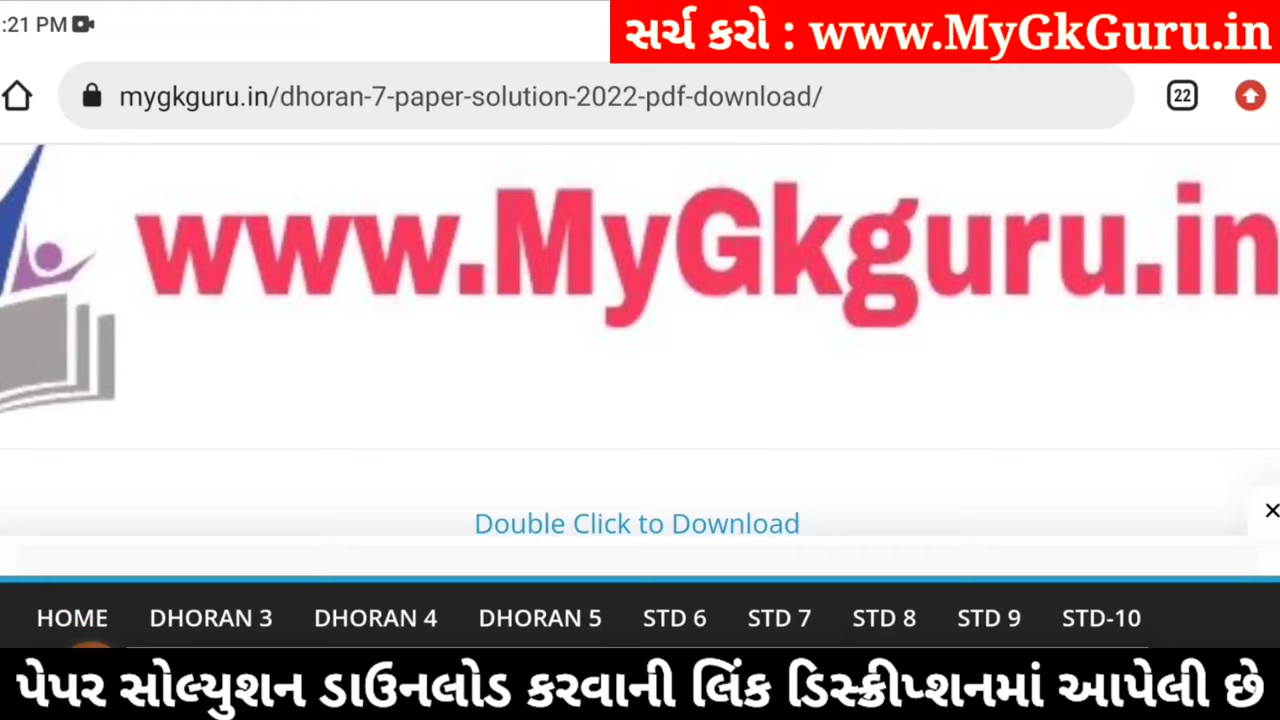 :21 PM
સર્ચ કરો : www.MyGkGuru.in
mygkguru.in/dhoran-7-paper-solution-2022-pdf-download/
22
www.MyGkguru.in
Double Click to Download
HOME DHORAN 3 DHORAN 4 DHORAN 5 STD 6 STD 7 STD 8 STD 9 STD-10
પેપર સોલ્યુશન ડાઉનલોડ કરવાની લિંક ડિસ્ક્રીપ્શનમાં આપેલી છે